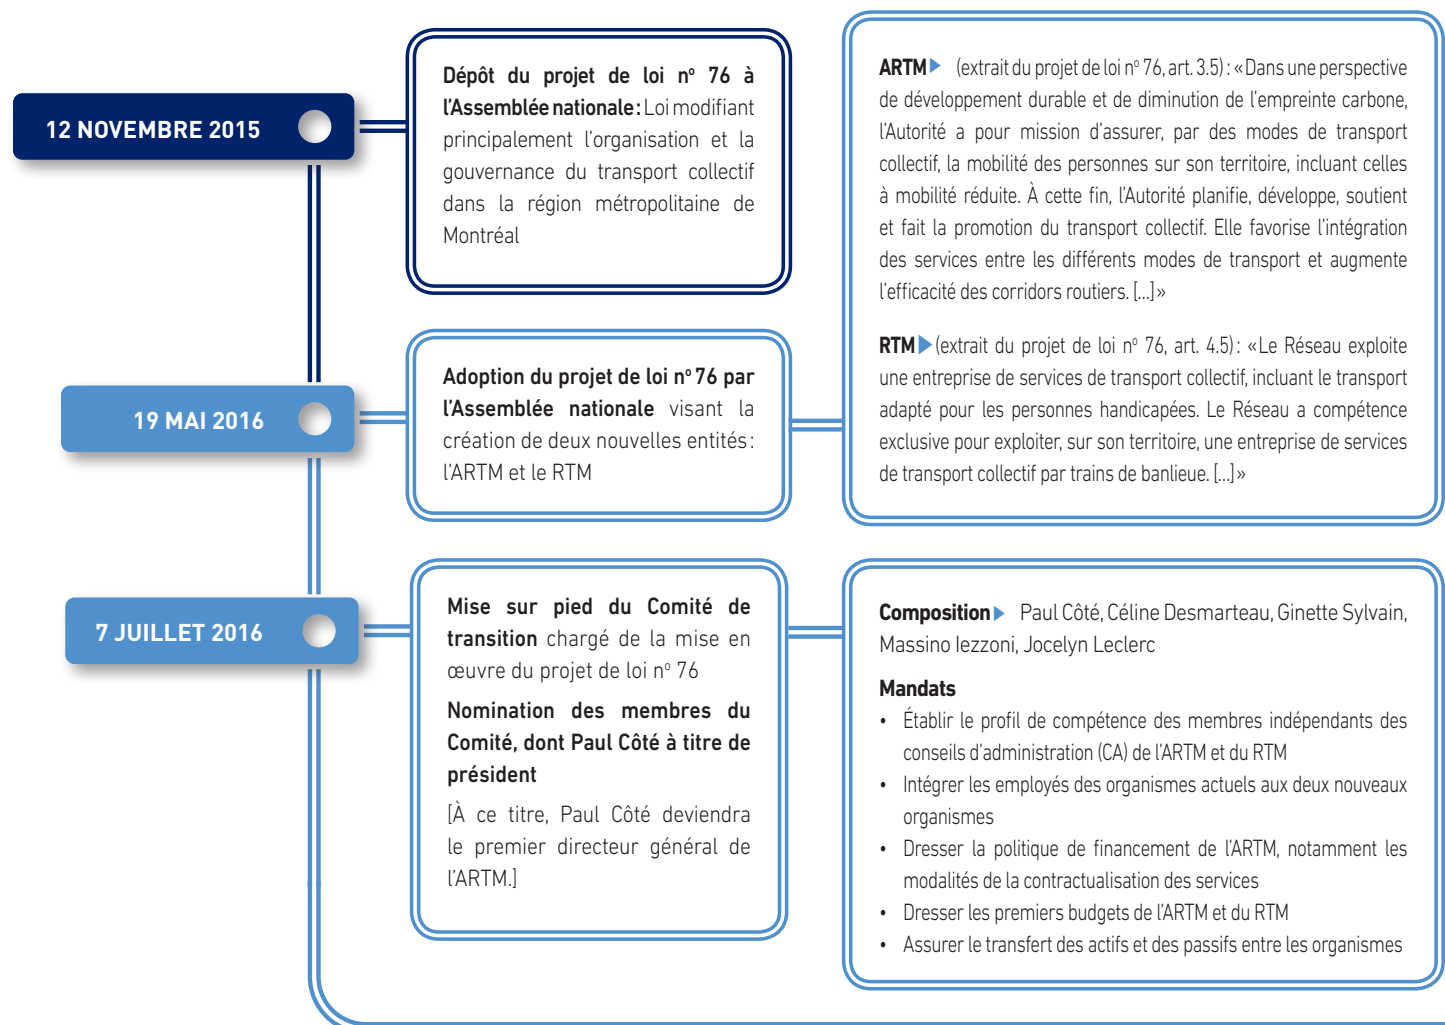 12 NOVEMBRE 2015
Dépôt du projet de loi nº 76 à
l’Assemblée nationale : Loi modifiant
principalement l’organisation et la
gouvernance du transport collectif
dans la région métropolitaine de
Montréal
19 MAI 2016
Adoption du projet de loi nº 76 par
l’Assemblée nationale visant la
création de deux nouvelles entités :
l’ARTM et le RTM
ARTM (extrait du projet de loi nº 76, art. 3.5) : « Dans une perspective
de développement durable et de diminution de l’empreinte carbone,
l’Autorité a pour mission d’assurer, par des modes de transport
collectif, la mobilité des personnes sur son territoire, incluant celles
à mobilité réduite. À cette fin, l’Autorité planifie, développe, soutient
et fait la promotion du transport collectif. Elle favorise l’intégration
des services entre les différents modes de transport et augmente
l’efficacité des corridors routiers. [...] »
RTM (extrait du projet de loi nº 76, art. 4.5) : « Le Réseau exploite
une entreprise de services de transport collectif, incluant le transport
adapté pour les personnes handicapées. Le Réseau a compétence
exclusive pour exploiter, sur son territoire, une entreprise de services
de transport collectif par trains de banlieue. [...] »
7 JUILLET 2016
Mise sur pied du Comité de
transition chargé de la mise en
œuvre du projet de loi nº 76
Nomination des membres du
Comité, dont Paul Côté à titre de
président
[À ce titre, Paul Côté deviendra
le premier directeur général de
l’ARTM.]
Composition Paul Côté, Céline Desmarteau, Ginette Sylvain,
Massino Iezzoni, Jocelyn Leclerc
Mandats
• Établir le profil de compétence des membres indépendants des
conseils d’administration (CA) de l’ARTM et du RTM
• Intégrer les employés des organismes actuels aux deux nouveaux
organismes
• Dresser la politique de financement de l’ARTM, notamment les
modalités de la contractualisation des services
• Dresser les premiers budgets de l’ARTM et du RTM
• Assurer le transfert des actifs et des passifs entre les organismes